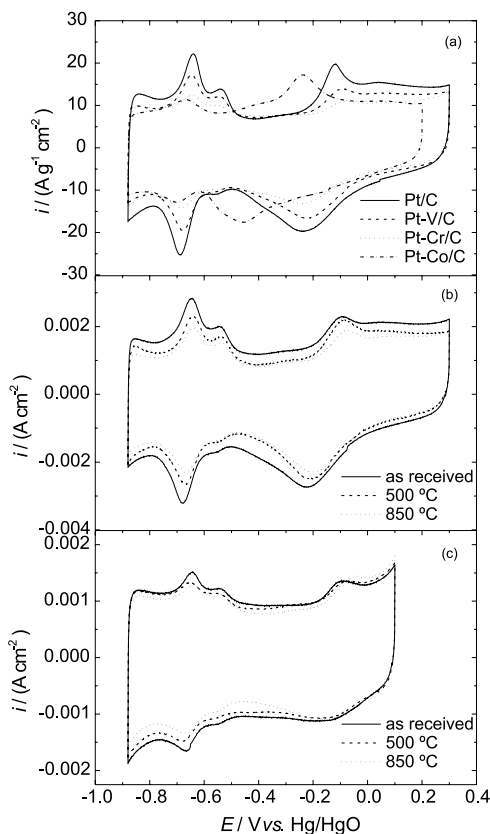 (a)
30
20
10
0
-10
-20
30
i / (A g⁻¹ cm⁻²)
Pt/C
Pt-V/C
Pt-Cr/C
Pt-Co/C
(b)
0.002
0.000
-0.002
-0.004
i / (A cm⁻²)
as received
500 ºC
850 ºC
(c)
0.002
0.001
0.000
-0.001
-0.002
i / (A cm⁻²)
as received
500 ºC
850 ºC
-1.0 -0.8 -0.6 -0.4 -0.2 0.0 0.2 0.4
E / V vs. Hg/HgO